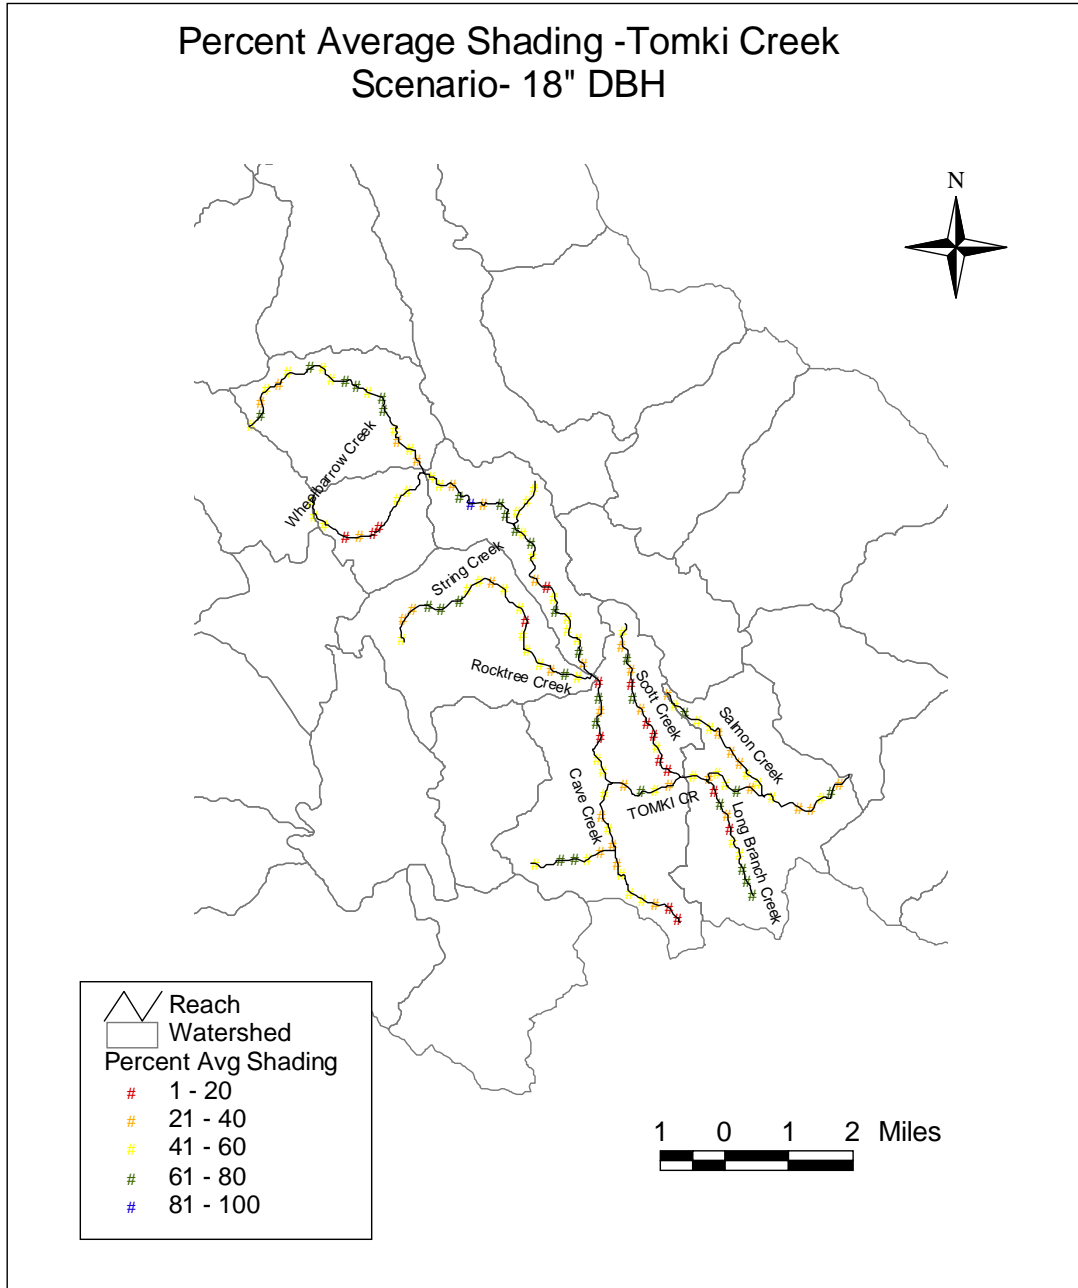 Percent Average Shading -Tomki Creek
Scenario- 18" DBH
N
Wheelbarrow Creek
String Creek
Rocktree Creek
Scott Creek
Salmon Creek
Cave Creek
TOMKI CR
Long Branch Creek
Reach
Watershed
Percent Avg Shading
# 1 - 20
# 21 - 40
# 41 - 60
# 61 - 80
# 81 - 100
1 0 1 2 Miles